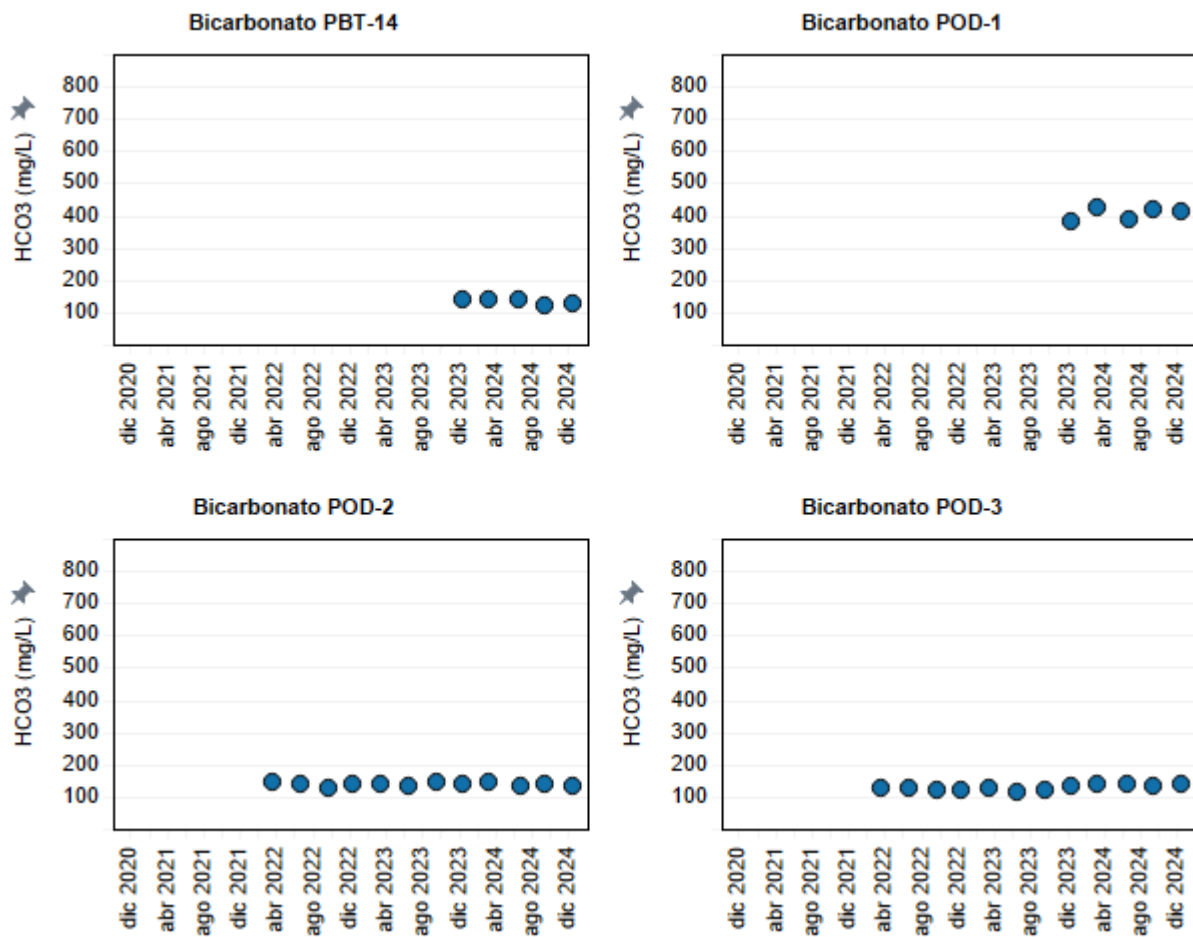 Bicarbonato PBT-14
HCO3 (mg/L)
800
700
600
500
400
300
200
100
dic 2020
abr 2021
ago 2021
dic 2021
abr 2022
ago 2022
dic 2022
abr 2023
ago 2023
dic 2023
abr 2024
ago 2024
dic 2024
Bicarbonato POD-1
HCO3 (mg/L)
800
700
600
500
400
300
200
100
dic 2020
abr 2021
ago 2021
dic 2021
abr 2022
ago 2022
dic 2022
abr 2023
ago 2023
dic 2023
abr 2024
ago 2024
dic 2024
Bicarbonato POD-2
HCO3 (mg/L)
800
700
600
500
400
300
200
100
dic 2020
abr 2021
ago 2021
dic 2021
abr 2022
ago 2022
dic 2022
abr 2023
ago 2023
dic 2023
abr 2024
ago 2024
dic 2024
Bicarbonato POD-3
HCO3 (mg/L)
800
700
600
500
400
300
200
100
dic 2020
abr 2021
ago 2021
dic 2021
abr 2022
ago 2022
dic 2022
abr 2023
ago 2023
dic 2023
abr 2024
ago 2024
dic 2024